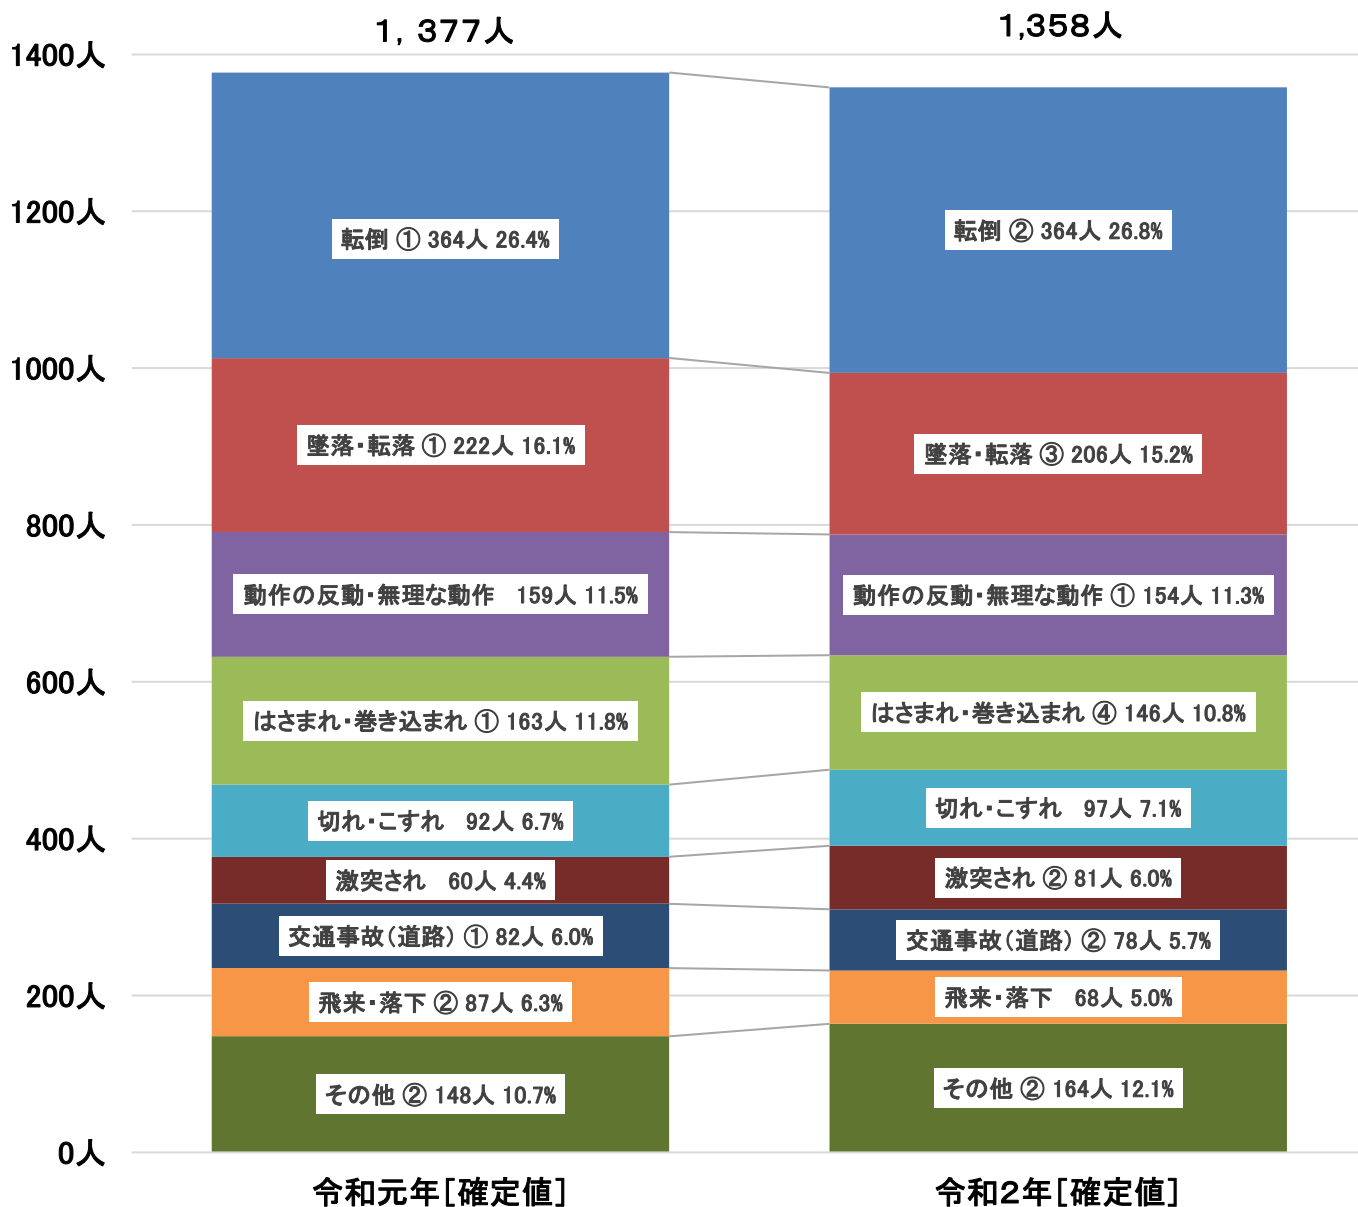 1，377人
1,358人
1400人
1200人
1000人
800人
600人
400人
200人
0人
転倒 ① 364人 26.4%
墜落・転落 ① 222人 16.1%
動作の反動・無理な動作　159人 11.5%
はさまれ・巻き込まれ ① 163人 11.8%
切れ・こすれ　92人 6.7%
激突され　60人 4.4%
交通事故（道路） ① 82人 6.0%
飛来・落下 ② 87人 6.3%
その他 ② 148人 10.7%
転倒 ② 364人 26.8%
墜落・転落 ③ 206人 15.2%
動作の反動・無理な動作 ① 154人 11.3%
はさまれ・巻き込まれ ④ 146人 10.8%
切れ・こすれ　97人 7.1%
激突され ② 81人 6.0%
交通事故（道路） ② 78人 5.7%
飛来・落下　68人 5.0%
その他 ② 164人 12.1%
令和元年［確定値］
令和2年［確定値］